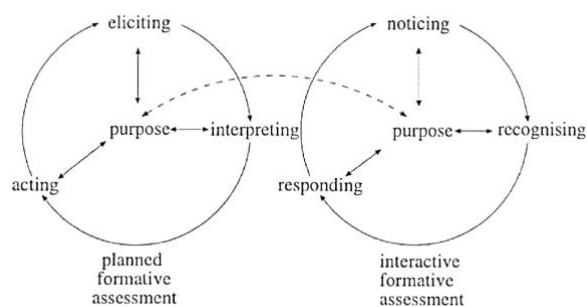 eliciting
noticing
purpose
interpreting
purpose
recognising
acting
responding
planned
formative
assessment
interactive
formative
assessment